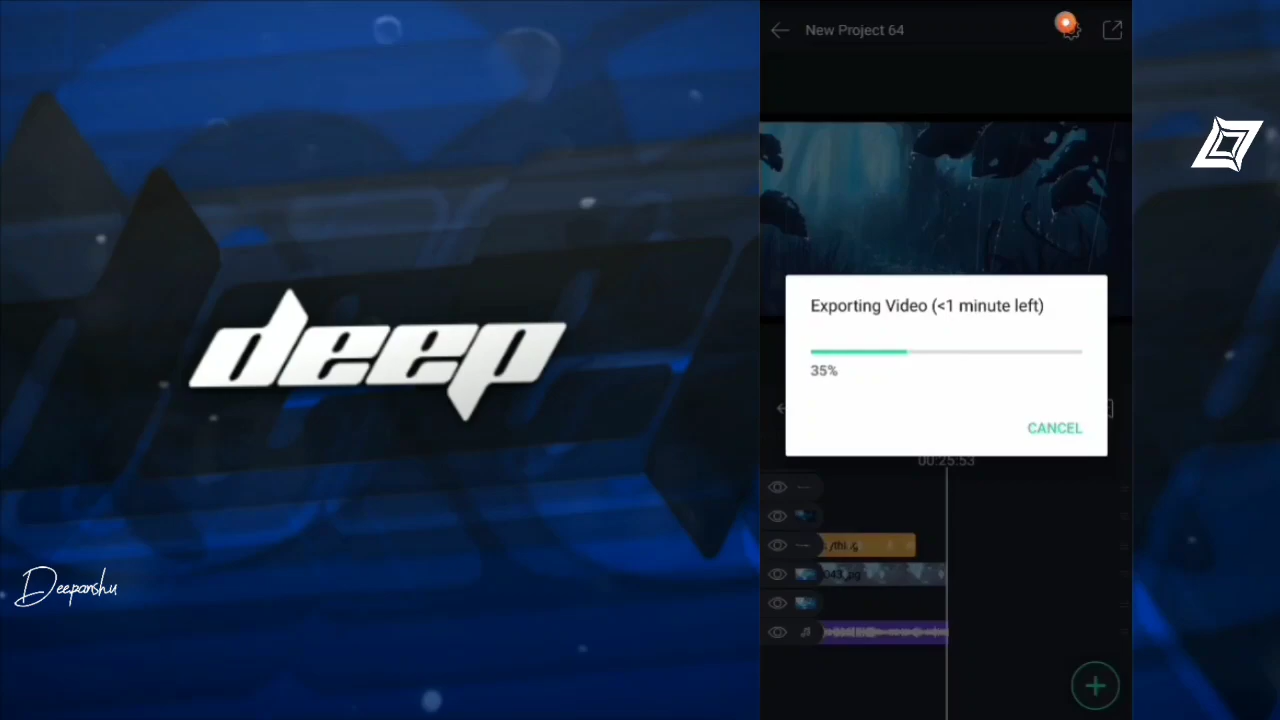 New Project 64
deep
Exporting Video (<1 minute left)
35%
CANCEL
00:25:53
Deepanshu